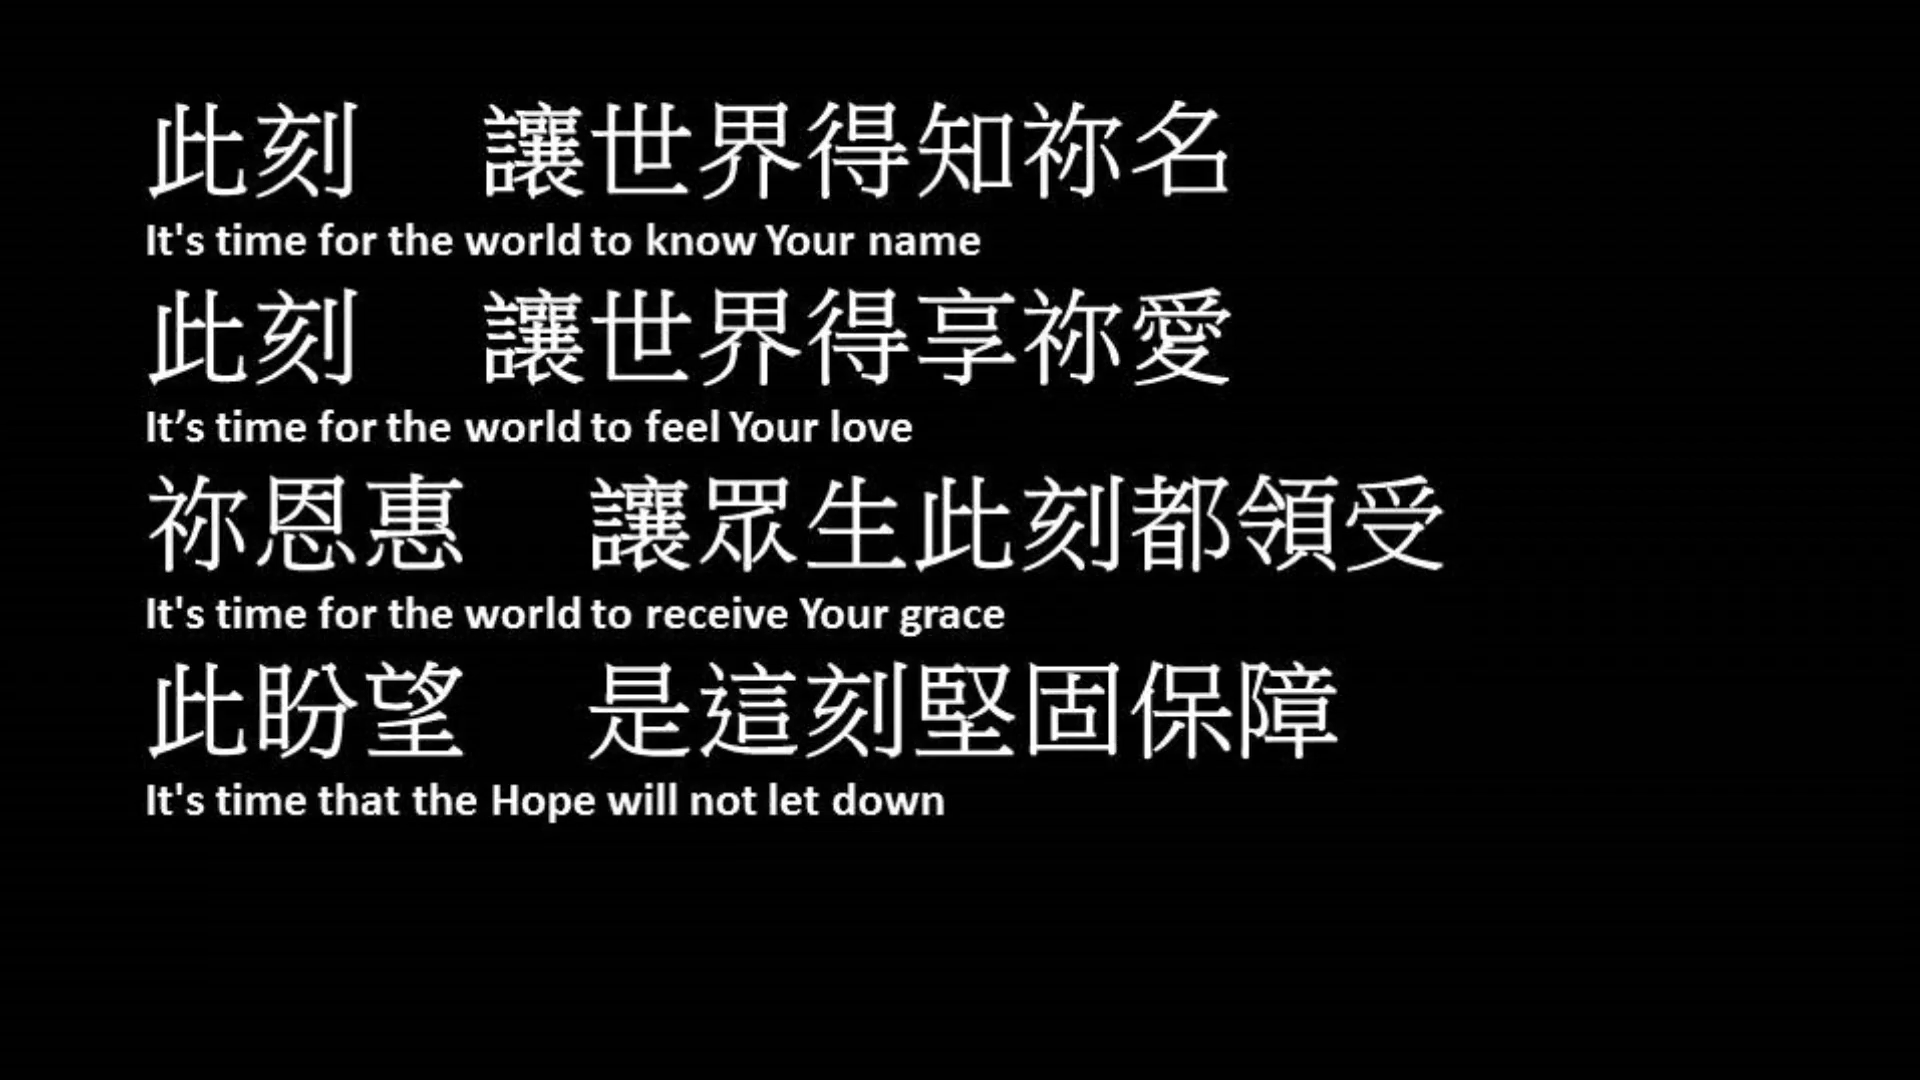 此刻　讓世界得知祢名
It's time for the world to know Your name
此刻　讓世界得享祢愛
It’s time for the world to feel Your love
祢恩惠　讓眾生此刻都領受
It's time for the world to receive Your grace
此盼望　是這刻堅固保障
It's time that the Hope will not let down